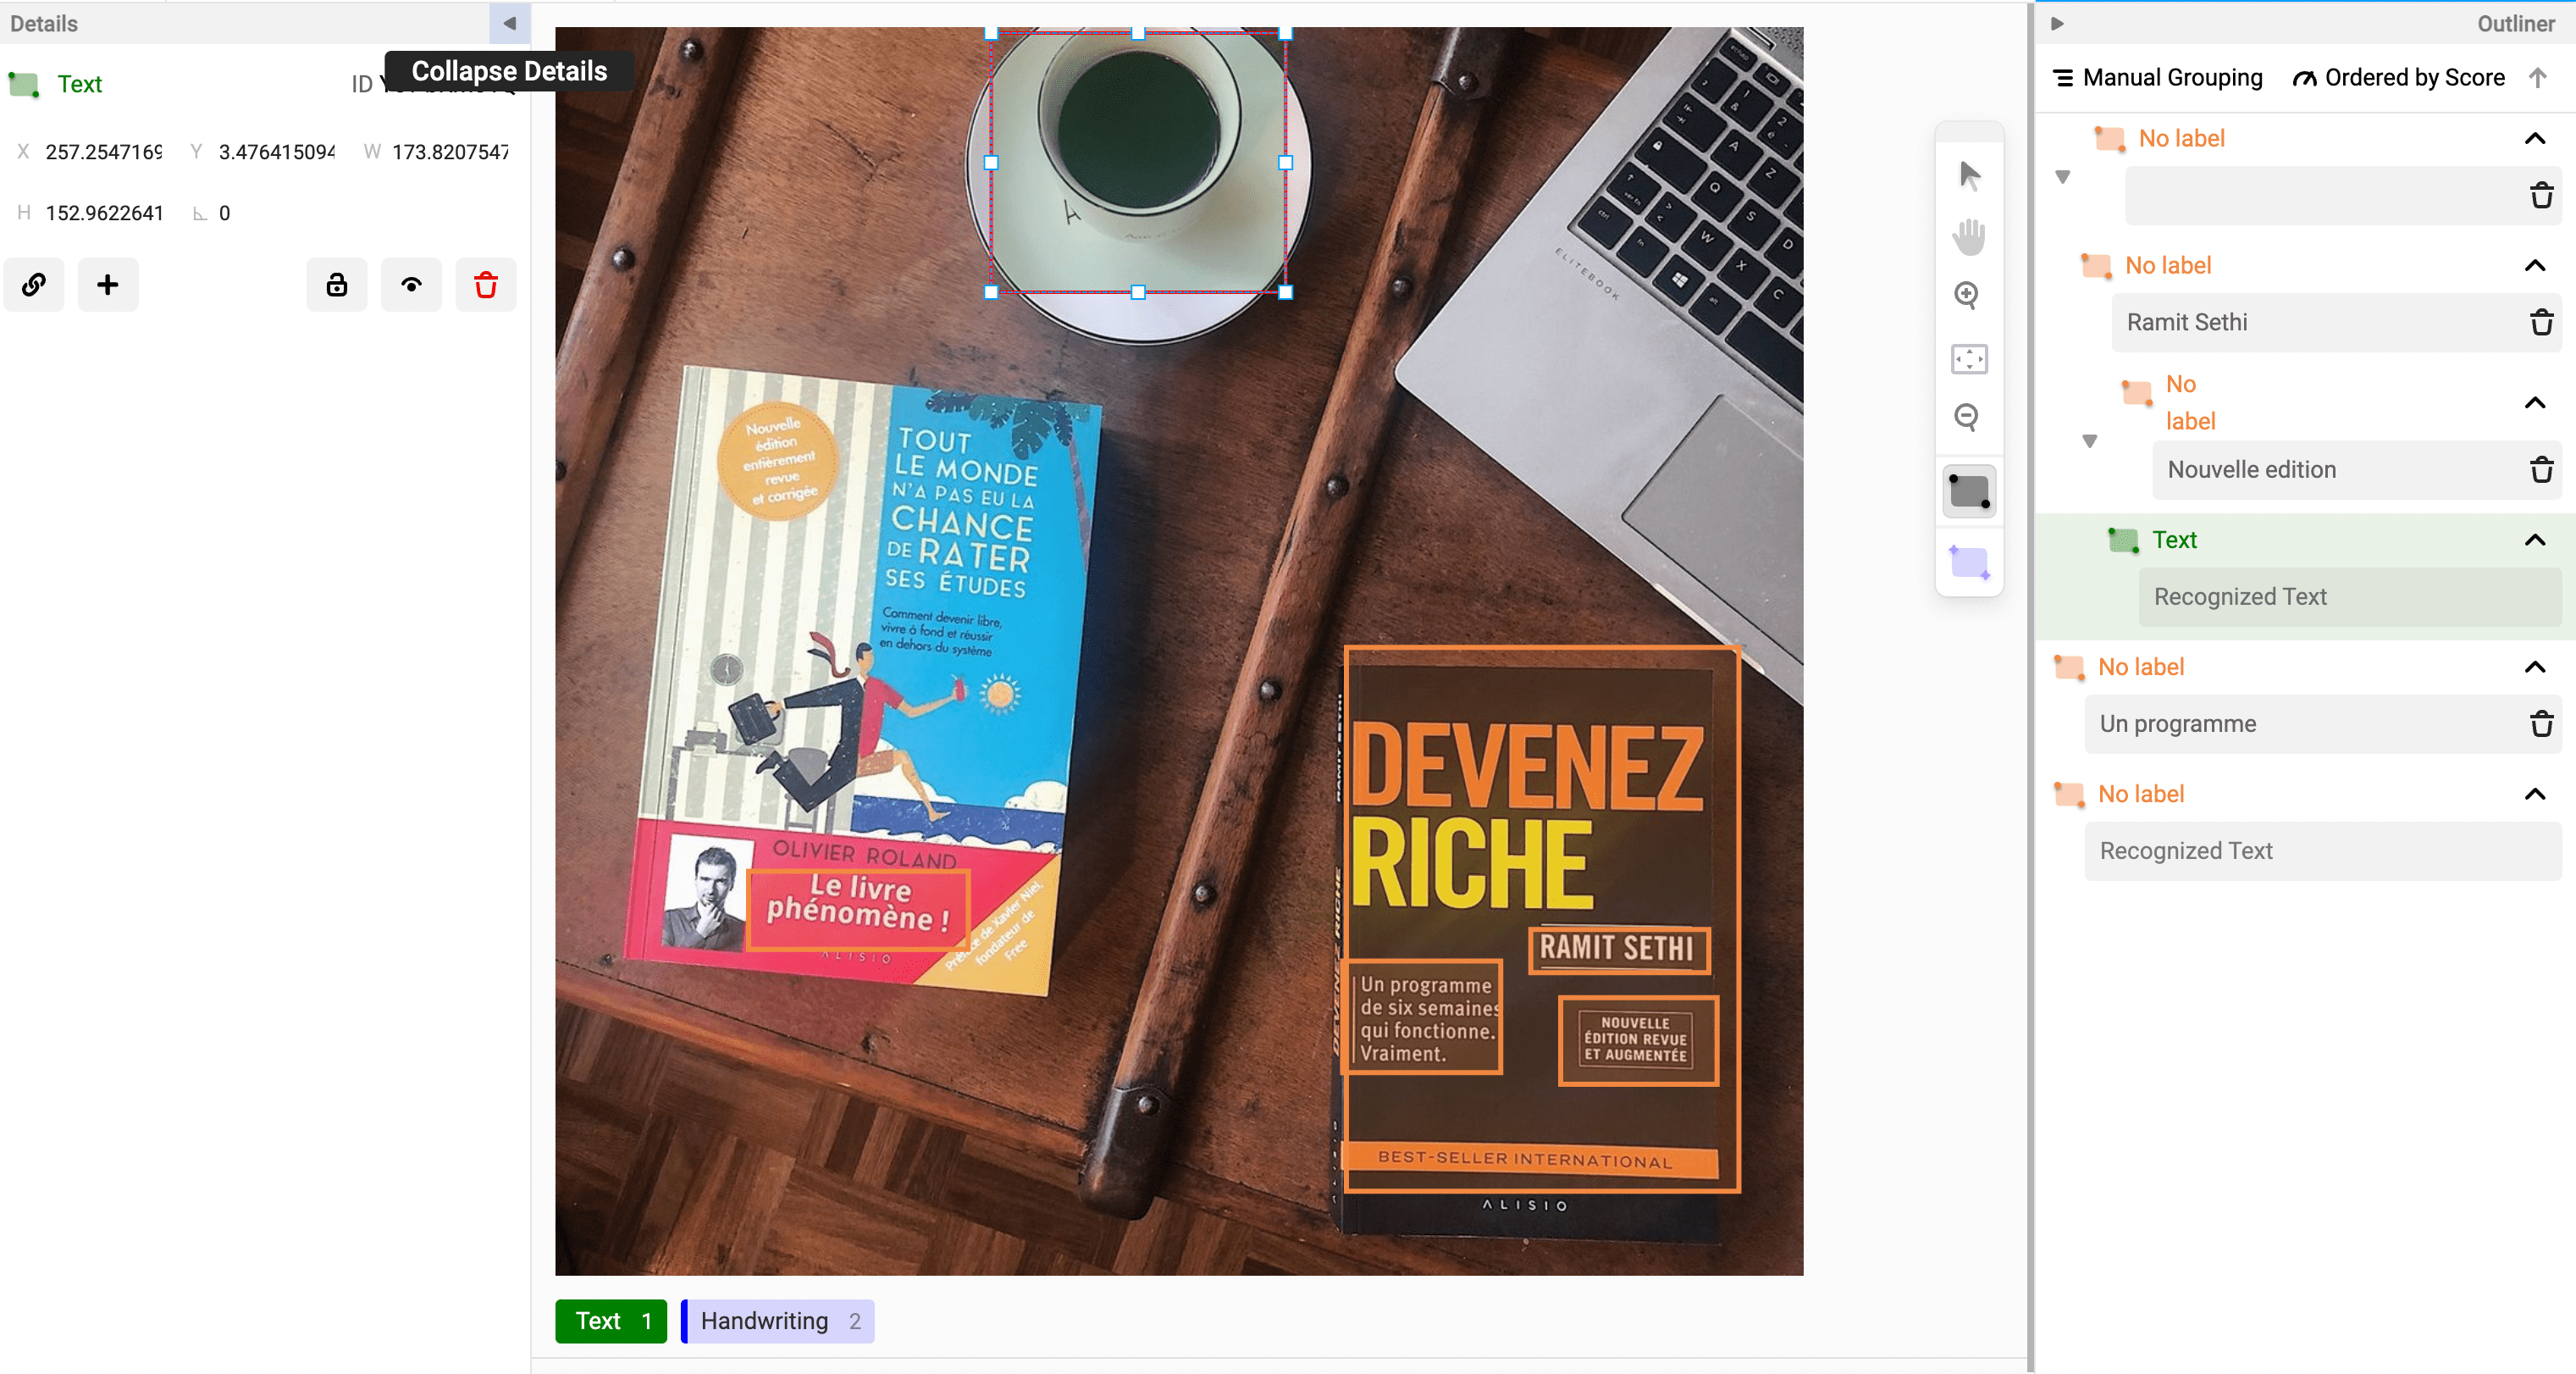 Details
Collapse Details
Text
ID
X 257.2547169 Y 3.476415094 W 173.8207547
H 152.9622641 0
Nouvelle
édition
entièrement
revue
et corrigée
TOUT
LE MONDE
N'A PAS EU LA
CHANCE
DE RATER
SES ÉTUDES
Comment devenir libre,
vivre à fond et réussir
en dehors du système
OLIVIER ROLAND
Le livre
phénomène !
Préface de Xavier Niel,
fondateur de
Free
ALISIO
ELITEBOOK
RAMIT SETHI
DEVENEZ RICHE
DEVENEZ
RICHE
RAMIT SETHI
Un programme
de six semaines
qui fonctionne.
Vraiment.
NOUVELLE
ÉDITION REVUE
ET AUGMENTÉE
BEST-SELLER INTERNATIONAL
ALISIO
Text 1
Handwriting 2
Outliner
Manual Grouping
Ordered by Score
No label
No label
Ramit Sethi
No
label
Nouvelle edition
Text
Recognized Text
No label
Un programme
No label
Recognized Text